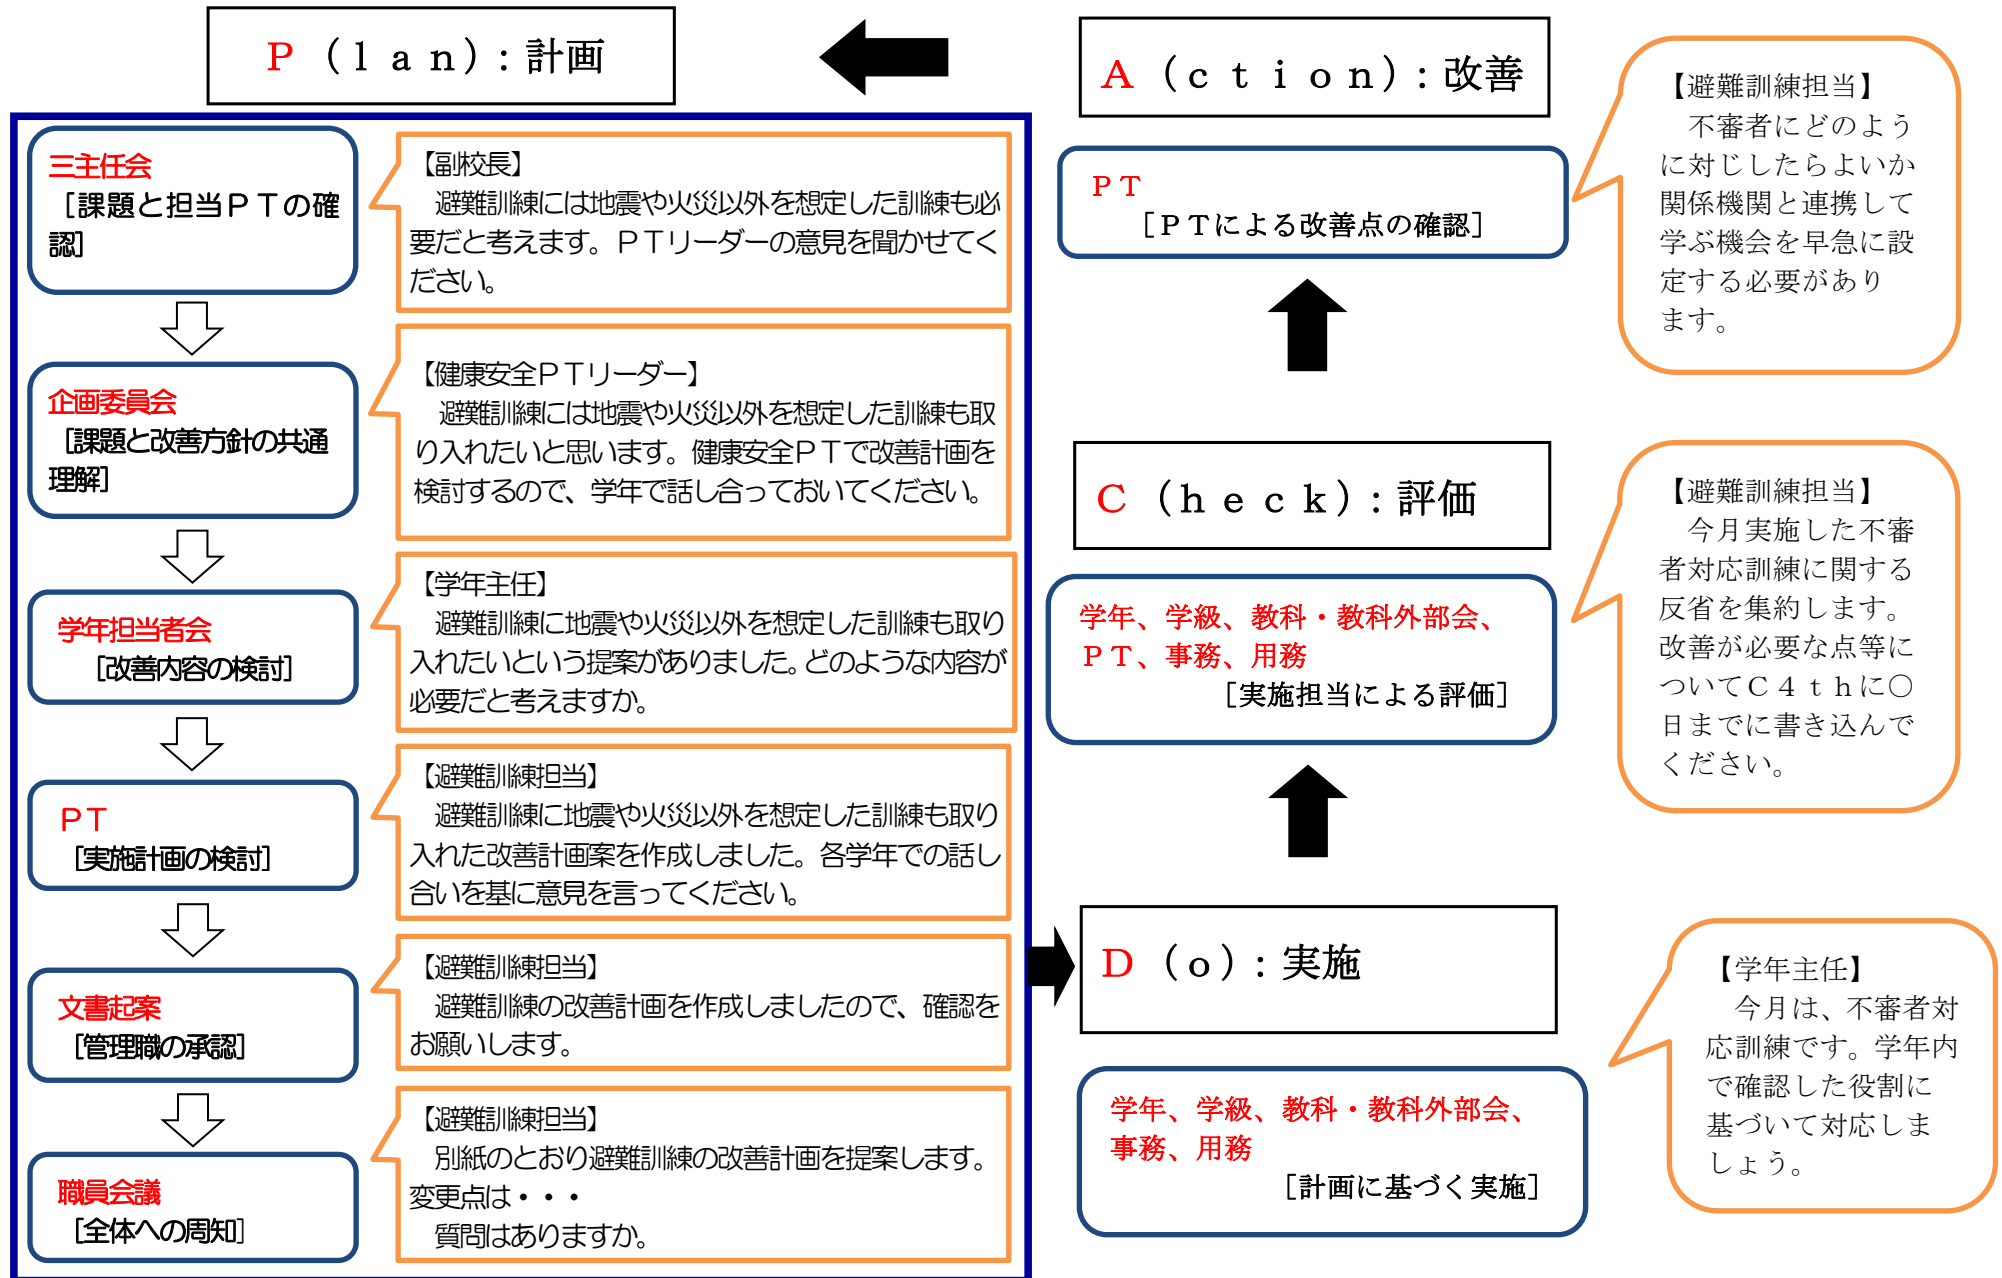 P（ｌａｎ）：計画
三主任会
［課題と担当ＰＴの確
認］
【副校長】
避難訓練には地震や火災以外を想定した訓練も必
要だと考えます。ＰＴリーダーの意見を聞かせてく
ださい。
企画委員会
［課題と改善方針の共通
理解］
【健康安全ＰＴリーダー】
避難訓練には地震や火災以外を想定した訓練も取
り入れたいと思います。健康安全ＰＴで改善計画を
検討するので、学年で話し合っておいてください。
学年担当者会
［改善内容の検討］
【学年主任】
避難訓練に地震や火災以外を想定した訓練も取り
入れたいという提案がありました。どのような内容が
必要だと考えますか。
ＰＴ
［実施計画の検討］
【避難訓練担当】
避難訓練に地震や火災以外を想定した訓練も取り
入れた改善計画案を作成しました。各学年での話し
合いを基に意見を言ってください。
文書起案
［管理職の承認］
【避難訓練担当】
避難訓練の改善計画を作成しましたので、確認を
お願いします。
職員会議
［全体への周知］
【避難訓練担当】
別紙のとおり避難訓練の改善計画を提案します。
変更点は・・・
質問はありますか。
D（ｏ）：実施
学年、学級、教科・教科外部会、
事務、用務
［計画に基づく実施］
【学年主任】
今月は、不審者対
応訓練です。学年内
で確認した役割に
基づいて対応しま
しょう。
C（ｈｅｃｋ）：評価
学年、学級、教科・教科外部会、
ＰＴ、事務、用務
［実施担当による評価］
【避難訓練担当】
今月実施した不審
者対応訓練に関する
反省を集約します。
改善が必要な点等に
ついてＣ４ｔｈに〇
日までに書き込んで
ください。
A（ｃｔｉｏｎ）：改善
ＰＴ
［ＰＴによる改善点の確認］
【避難訓練担当】
不審者にどのよう
に対じしたらよいか
関係機関と連携して
学ぶ機会を早急に設
定する必要があり
ます。